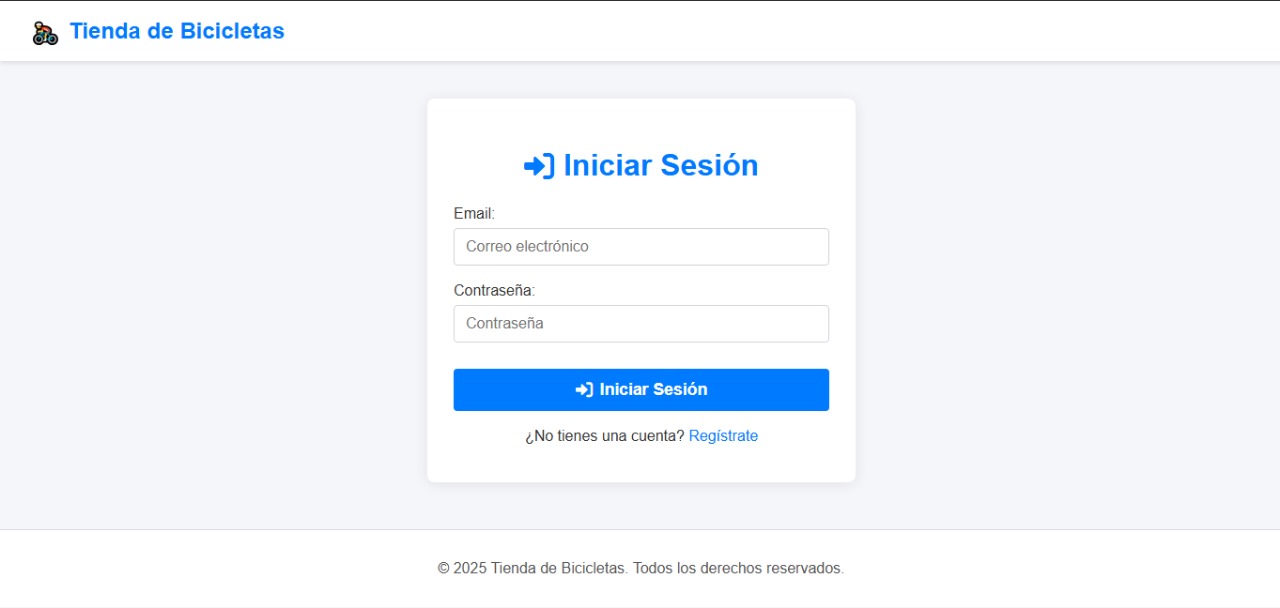 Tienda de Bicicletas
Iniciar Sesión
Email:
Correo electrónico
Contraseña:
Contraseña
Iniciar Sesión
¿No tienes una cuenta? Regístrate
© 2025 Tienda de Bicicletas. Todos los derechos reservados.